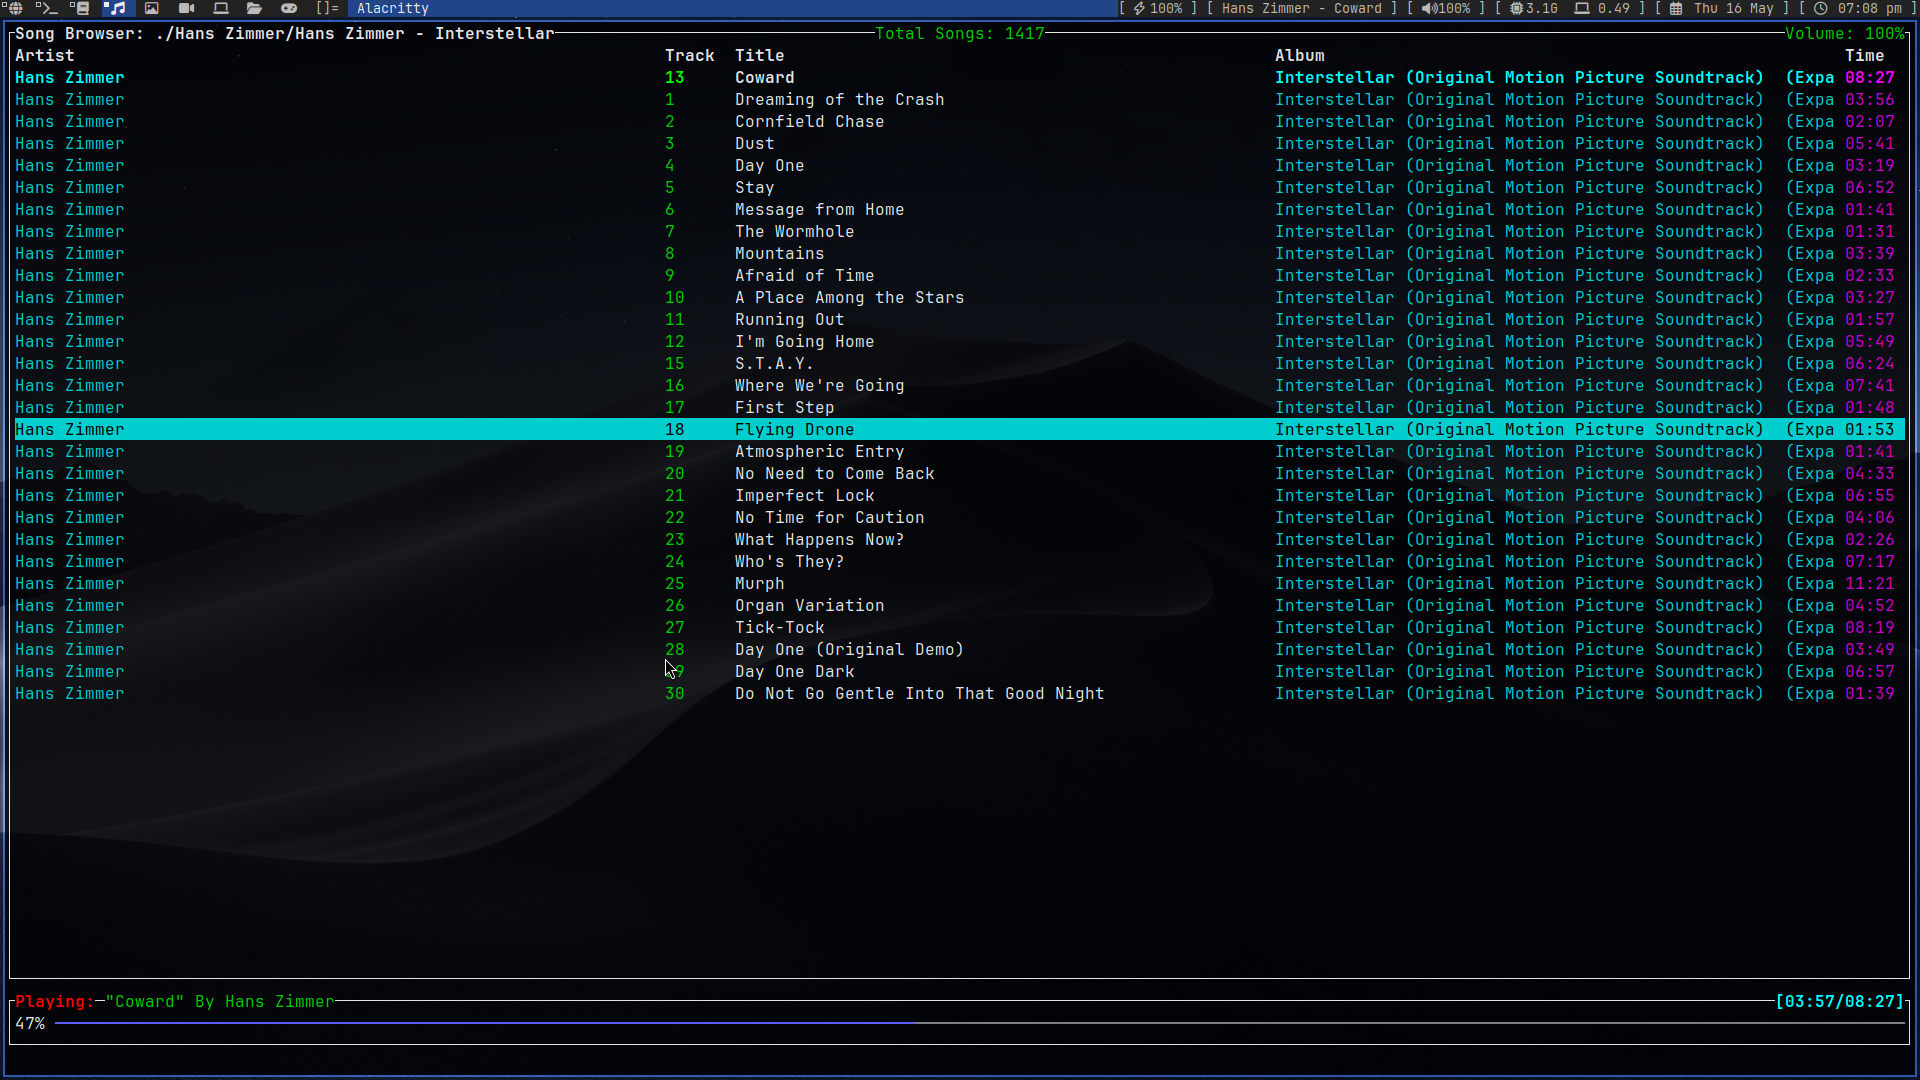 []= Alacritty [ 100% ] [ Hans Zimmer - Coward ] [ 100% ] [ 3.1G 0.49 ] [ Thu 16 May ] [ 07:08 pm ]
Song Browser: ./Hans Zimmer/Hans Zimmer - Interstellar Total Songs: 1417 Volume: 100%
Artist Track Title Album Time
Hans Zimmer 13 Coward Interstellar (Original Motion Picture Soundtrack) (Expa 08:27
Hans Zimmer 1 Dreaming of the Crash Interstellar (Original Motion Picture Soundtrack) (Expa 03:56
Hans Zimmer 2 Cornfield Chase Interstellar (Original Motion Picture Soundtrack) (Expa 02:07
Hans Zimmer 3 Dust Interstellar (Original Motion Picture Soundtrack) (Expa 05:41
Hans Zimmer 4 Day One Interstellar (Original Motion Picture Soundtrack) (Expa 03:19
Hans Zimmer 5 Stay Interstellar (Original Motion Picture Soundtrack) (Expa 06:52
Hans Zimmer 6 Message from Home Interstellar (Original Motion Picture Soundtrack) (Expa 01:41
Hans Zimmer 7 The Wormhole Interstellar (Original Motion Picture Soundtrack) (Expa 01:31
Hans Zimmer 8 Mountains Interstellar (Original Motion Picture Soundtrack) (Expa 03:39
Hans Zimmer 9 Afraid of Time Interstellar (Original Motion Picture Soundtrack) (Expa 02:33
Hans Zimmer 10 A Place Among the Stars Interstellar (Original Motion Picture Soundtrack) (Expa 03:27
Hans Zimmer 11 Running Out Interstellar (Original Motion Picture Soundtrack) (Expa 01:57
Hans Zimmer 12 I'm Going Home Interstellar (Original Motion Picture Soundtrack) (Expa 05:49
Hans Zimmer 15 S.T.A.Y. Interstellar (Original Motion Picture Soundtrack) (Expa 06:24
Hans Zimmer 16 Where We're Going Interstellar (Original Motion Picture Soundtrack) (Expa 07:41
Hans Zimmer 17 First Step Interstellar (Original Motion Picture Soundtrack) (Expa 01:48
Hans Zimmer 18 Flying Drone Interstellar (Original Motion Picture Soundtrack) (Expa 01:53
Hans Zimmer 19 Atmospheric Entry Interstellar (Original Motion Picture Soundtrack) (Expa 01:41
Hans Zimmer 20 No Need to Come Back Interstellar (Original Motion Picture Soundtrack) (Expa 04:33
Hans Zimmer 21 Imperfect Lock Interstellar (Original Motion Picture Soundtrack) (Expa 06:55
Hans Zimmer 22 No Time for Caution Interstellar (Original Motion Picture Soundtrack) (Expa 04:06
Hans Zimmer 23 What Happens Now? Interstellar (Original Motion Picture Soundtrack) (Expa 02:26
Hans Zimmer 24 Who's They? Interstellar (Original Motion Picture Soundtrack) (Expa 07:17
Hans Zimmer 25 Murph Interstellar (Original Motion Picture Soundtrack) (Expa 11:21
Hans Zimmer 26 Organ Variation Interstellar (Original Motion Picture Soundtrack) (Expa 04:52
Hans Zimmer 27 Tick-Tock Interstellar (Original Motion Picture Soundtrack) (Expa 08:19
Hans Zimmer 28 Day One (Original Demo) Interstellar (Original Motion Picture Soundtrack) (Expa 03:49
Hans Zimmer Day One Dark Interstellar (Original Motion Picture Soundtrack) (Expa 06:57
Hans Zimmer 30 Do Not Go Gentle Into That Good Night Interstellar (Original Motion Picture Soundtrack) (Expa 01:39
Playing: "Coward" By Hans Zimmer [03:57/08:27]
47%